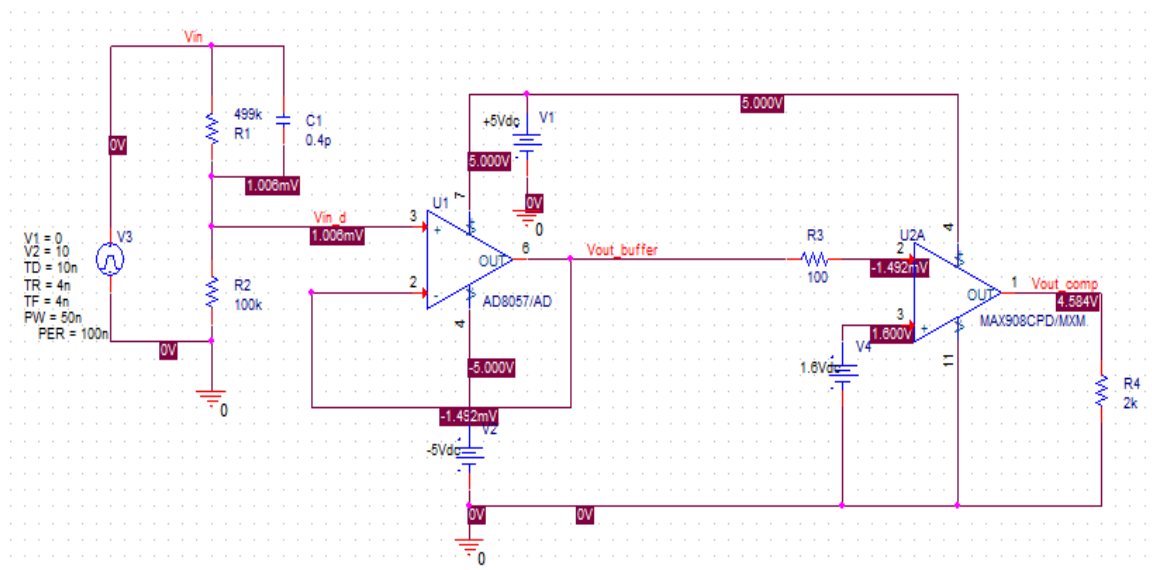 Vin
499k
R1
C1
0.4p
0V
1.006mV
V1 = 0
V2 = 10
TD = 10n
TR = 4n
TF = 4n
PW = 50n
PER = 100n
V3
R2
100k
0V
0
Vin_d
1.006mV
3
+
2
-
U1
7
5.000V
+5Vdc
V1
0V
0
5.000V
OUT
6
AD8057/AD
4
-5.000V
-1.492mV
V2
-5Vdc
0V
0V
0
Vout_buffer
R3
100
U2A
2
-1.492mV
3
+
1.600V
V4
1.6Vdc
4
OUT
1
MAX908CPD/MXM
11
Vout_comp
4.584V
R4
2k